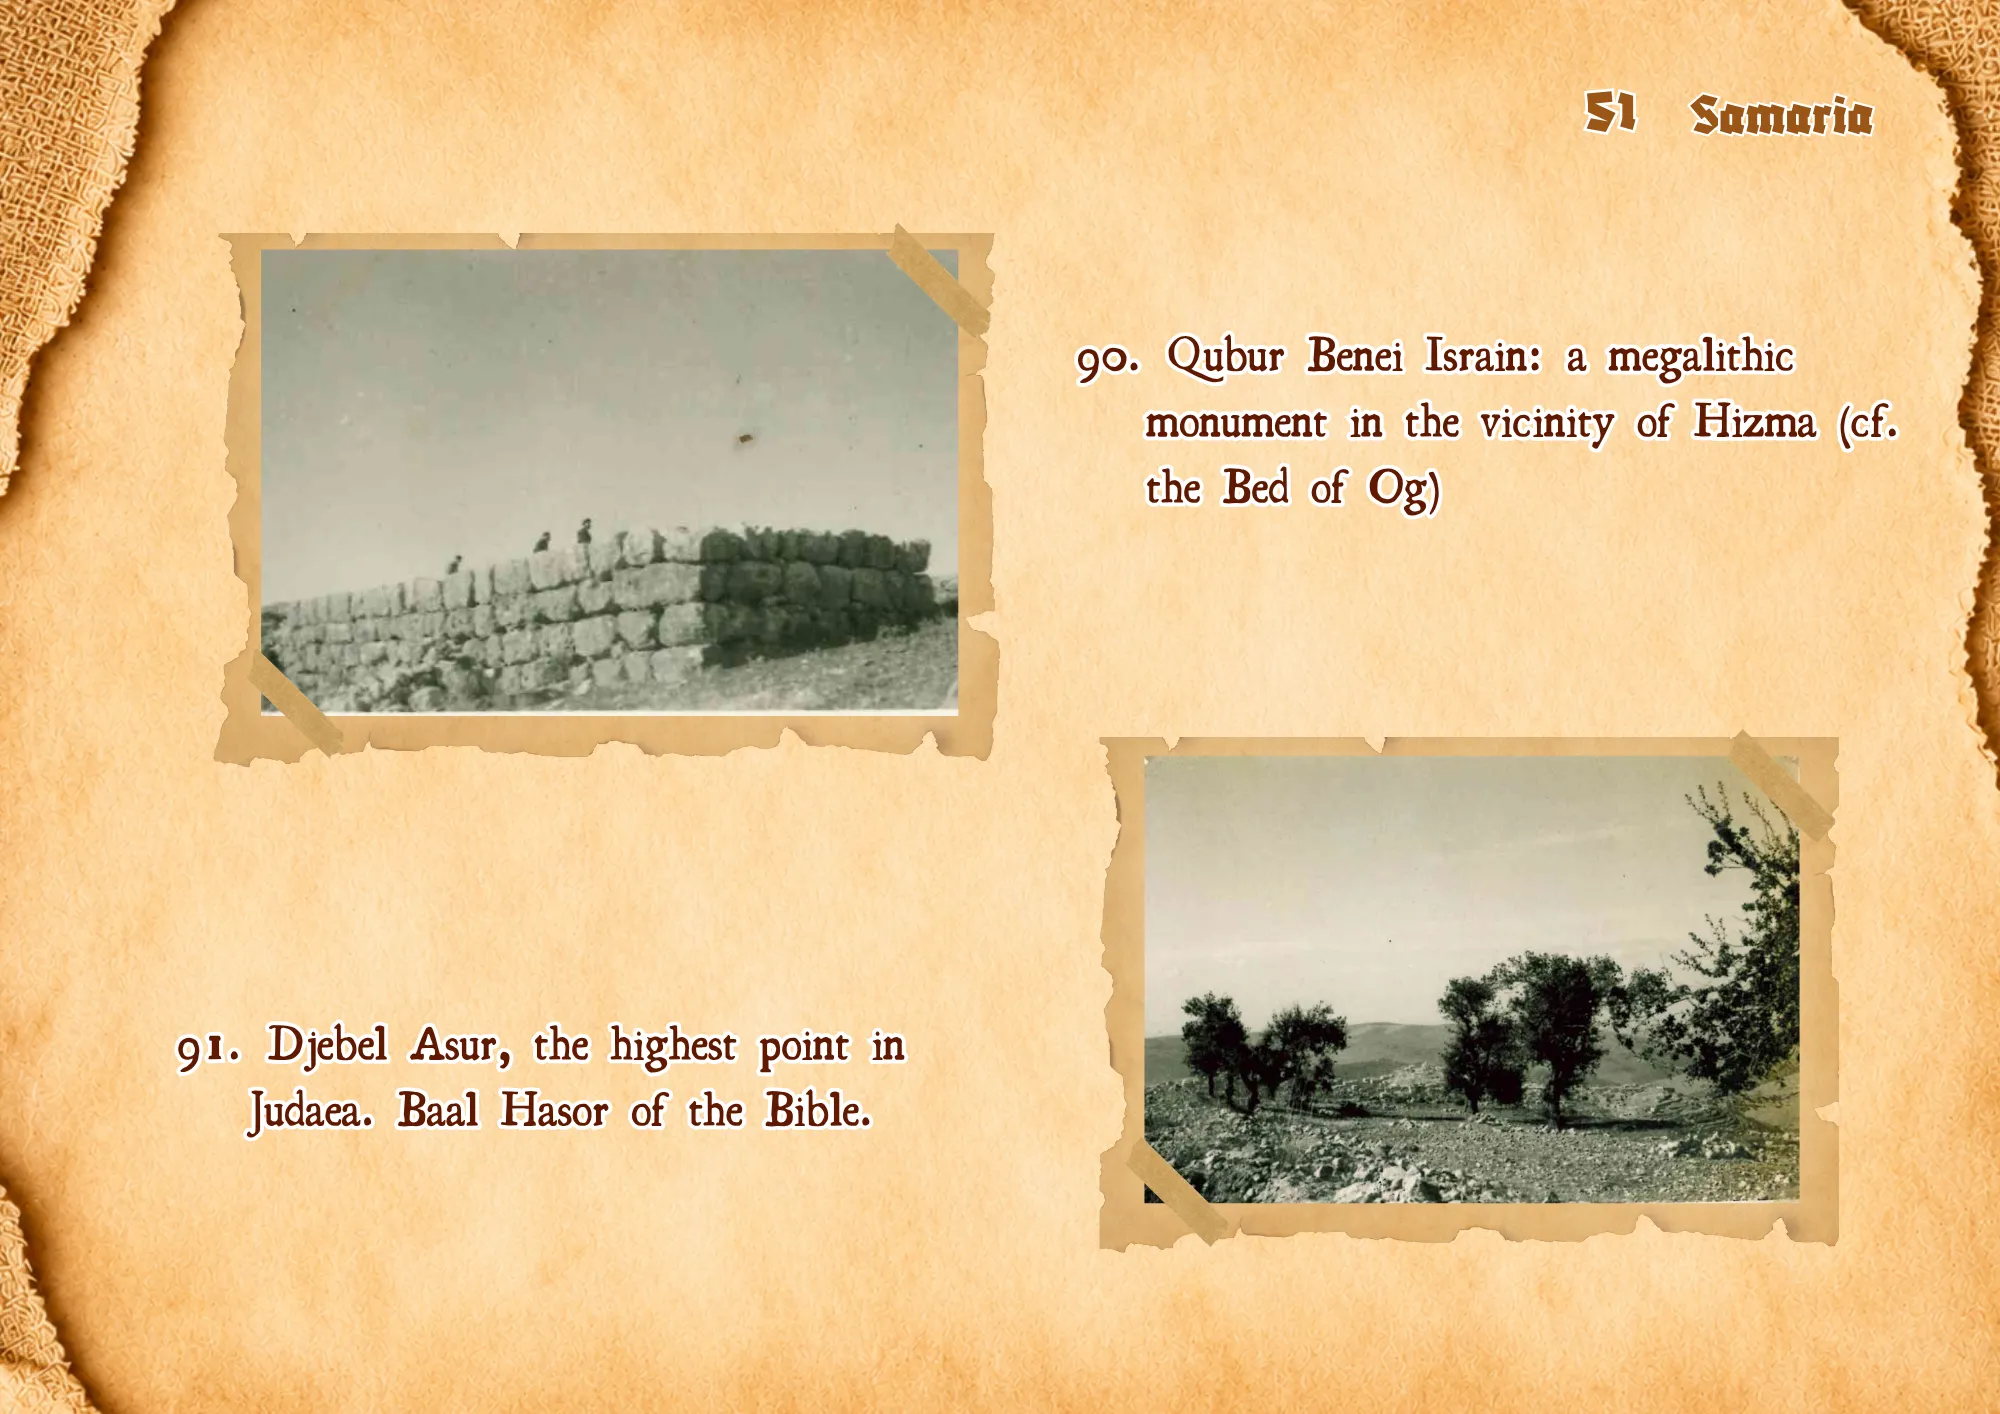 51 Samaria
90. Qubur Benei Israin: a megalithic
monument in the vicinity of Hizma (cf.
the Bed of Og)
91. Djebel Asur, the highest point in
Judaea. Baal Hasor of the Bible.